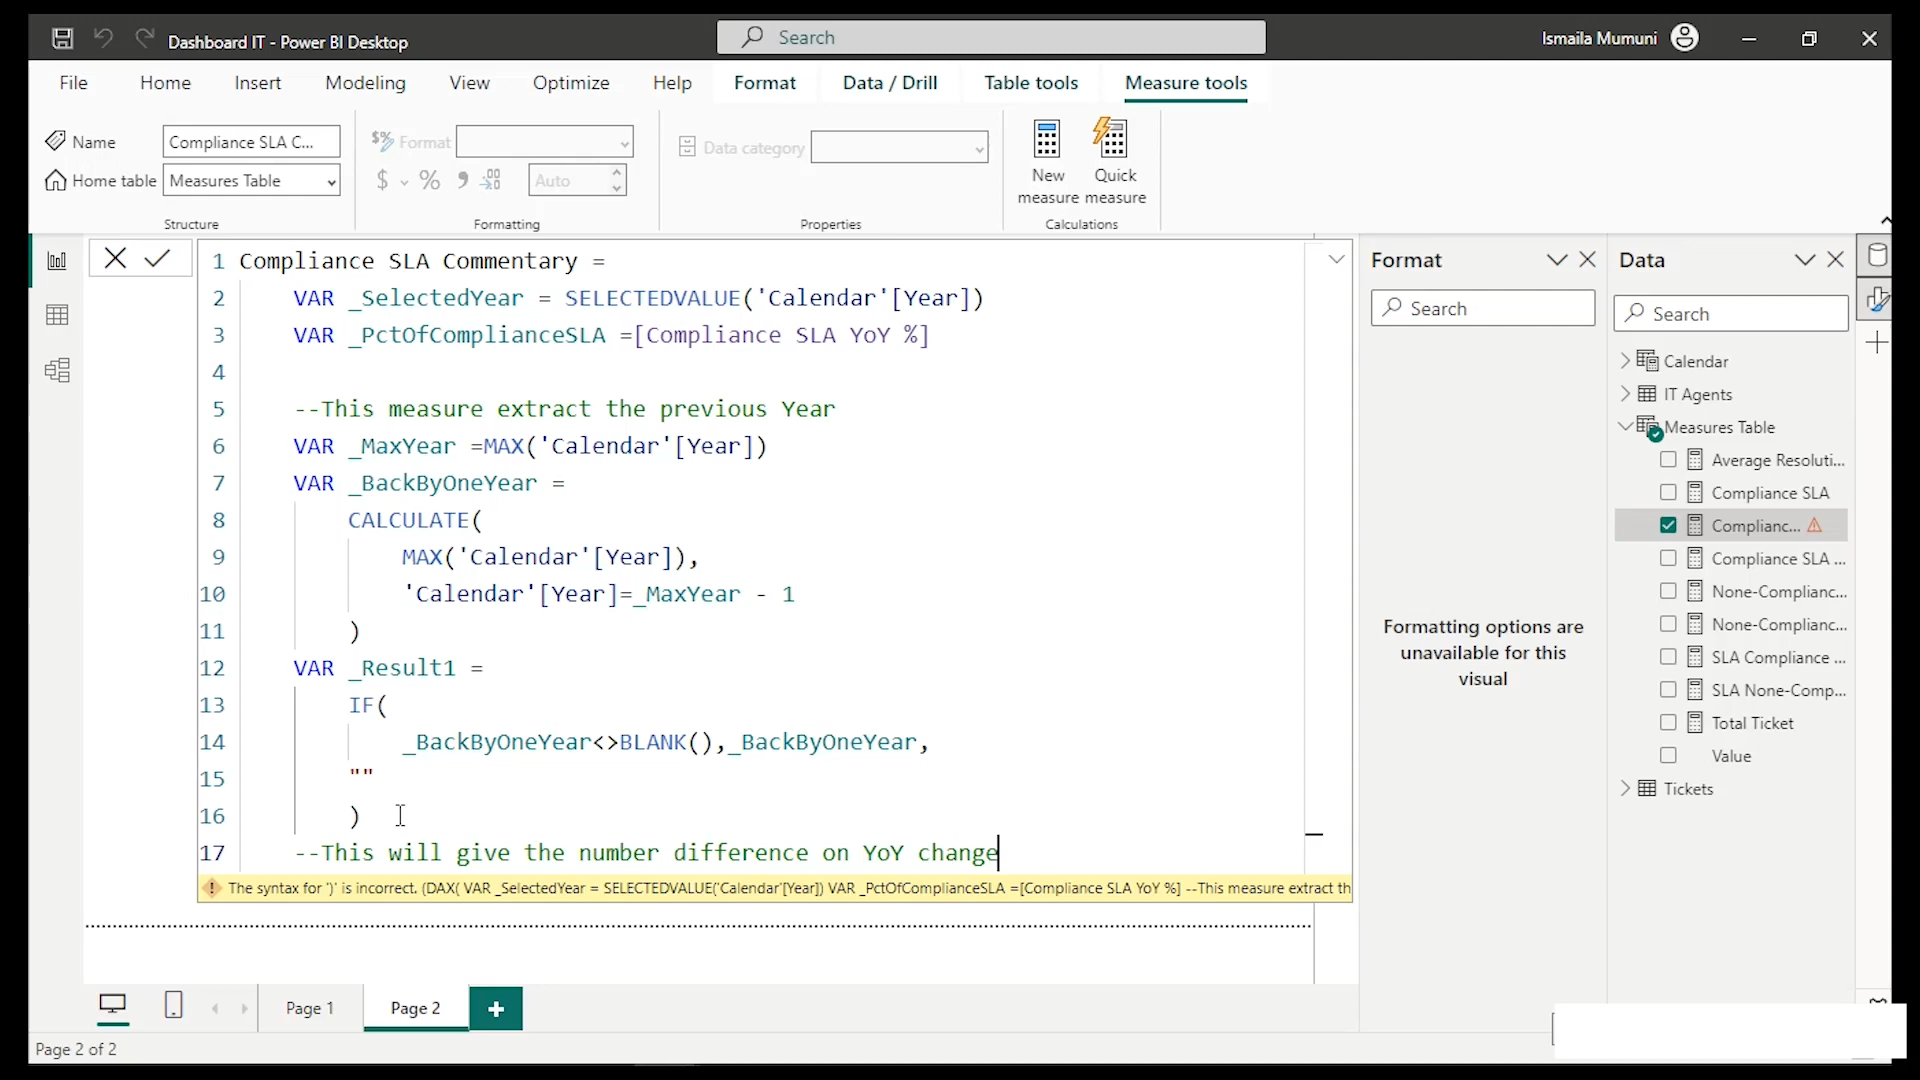 Dashboard IT - Power BI Desktop
Search
Ismaila Mumuni
File Home Insert Modeling View Optimize Help Format Data / Drill Table tools Measure tools
Name Compliance SLA C...
Home table Measures Table
Structure
$% Format
$ % Auto
Formatting
Data category
Properties
New measure
Quick measure
Calculations
1 Compliance SLA Commentary =
2 VAR _SelectedYear = SELECTEDVALUE('Calendar'[Year])
3 VAR _PctOfComplianceSLA =[Compliance SLA YoY %]
4
5 --This measure extract the previous Year
6 VAR _MaxYear =MAX('Calendar'[Year])
7 VAR _BackByOneYear =
8 CALCULATE(
9 MAX('Calendar'[Year]),
10 'Calendar'[Year]=_MaxYear - 1
11 )
12 VAR _Result1 =
13 IF(
14 _BackByOneYear<>BLANK(),_BackByOneYear,
15 ""
16 )
17 --This will give the number difference on YoY change
The syntax for ')' is incorrect. (DAX( VAR _SelectedYear = SELECTEDVALUE('Calendar'[Year]) VAR _PctOfComplianceSLA =[Compliance SLA YoY %] --This measure extract th
Format
Search
Formatting options are
unavailable for this
visual
Data
Search
Calendar
IT Agents
Measures Table
Average Resoluti...
Compliance SLA
Complianc...
Compliance SLA ...
None-Complianc...
None-Complianc...
SLA Compliance ...
SLA None-Comp...
Total Ticket
Value
Tickets
Page 1
Page 2
Page 2 of 2